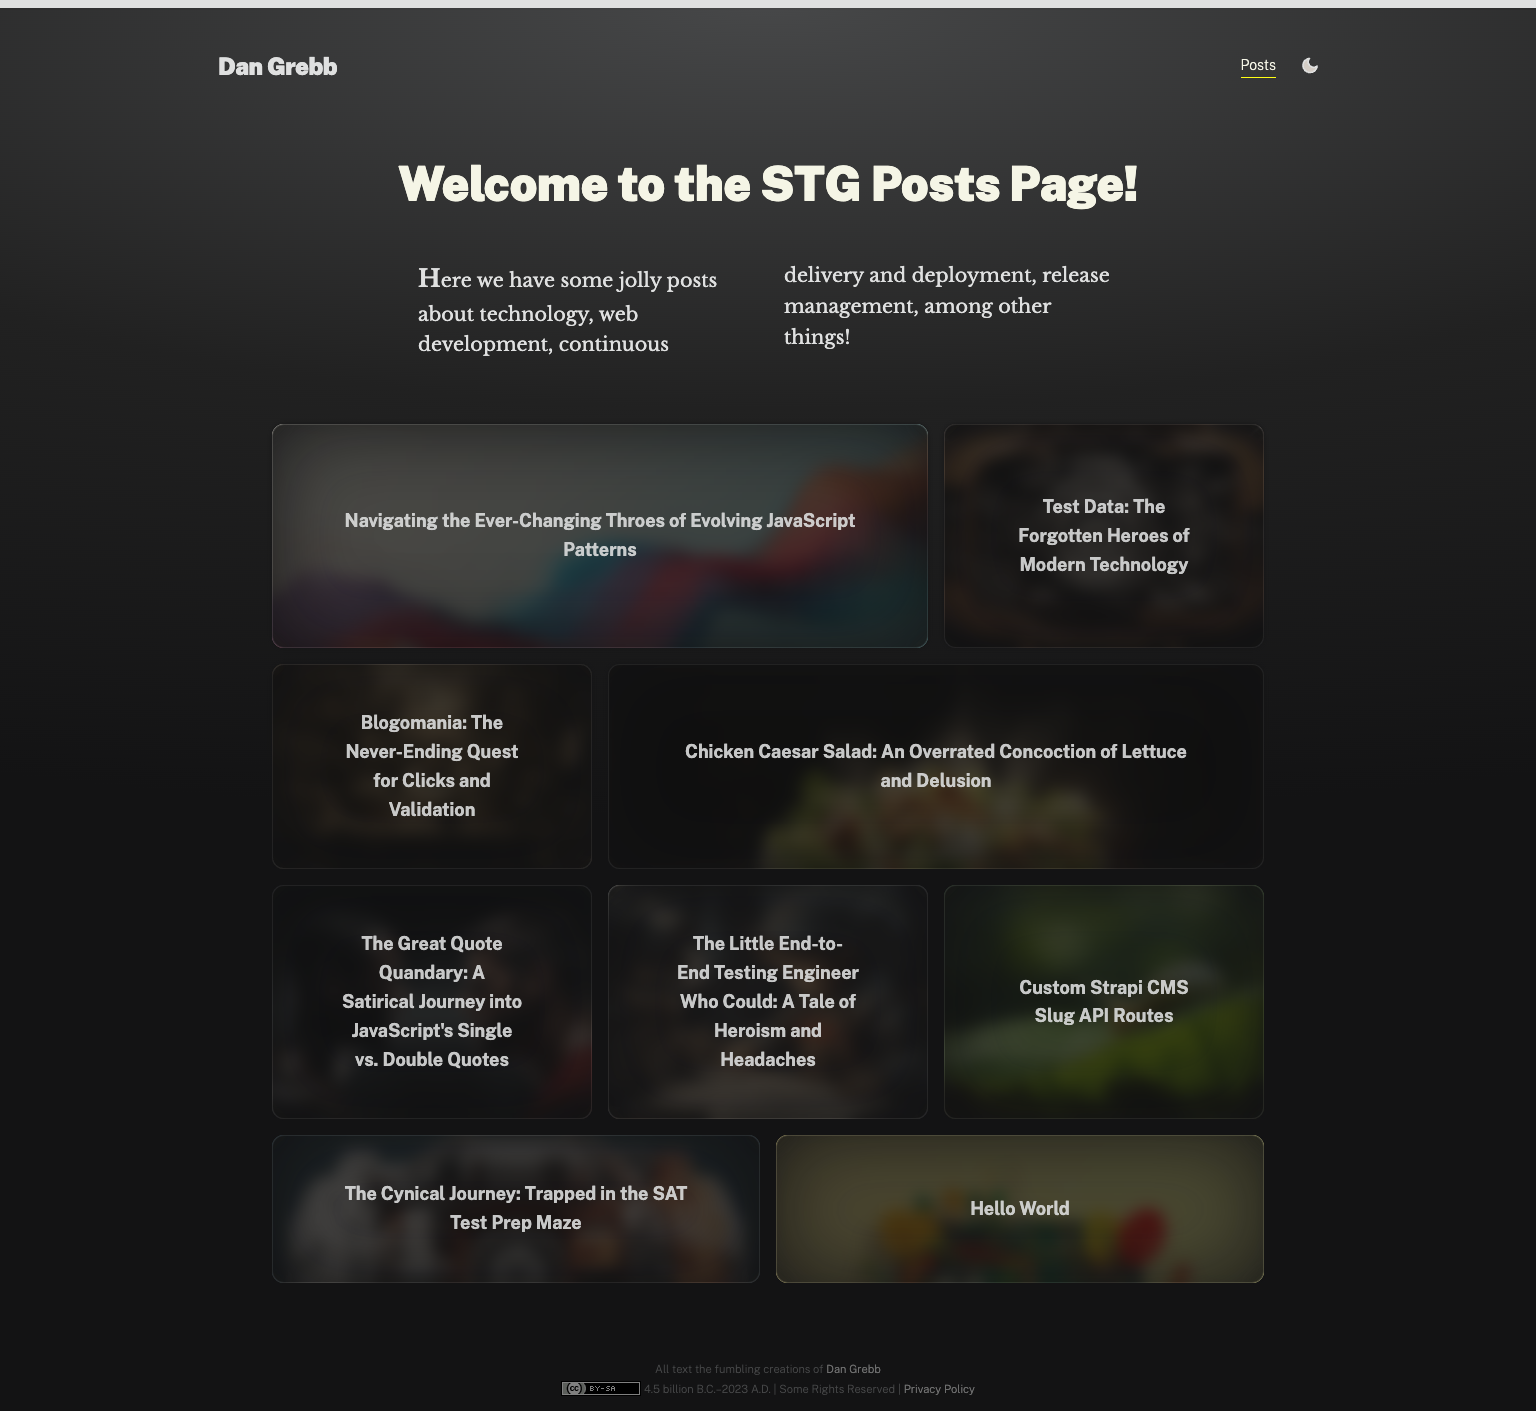 Dan Grebb
Posts
Welcome to the STG Posts Page!
Here we have some jolly posts
about technology, web
development, continuous
delivery and deployment, release
management, among other
things!
Navigating the Ever-Changing Throes of Evolving JavaScript
Patterns
Test Data: The
Forgotten Heroes of
Modern Technology
Blogomania: The
Never-Ending Quest
for Clicks and
Validation
Chicken Caesar Salad: An Overrated Concoction of Lettuce
and Delusion
The Great Quote
Quandary: A
Satirical Journey into
JavaScript's Single
vs. Double Quotes
The Little End-to-
End Testing Engineer
Who Could: A Tale of
Heroism and
Headaches
Custom Strapi CMS
Slug API Routes
The Cynical Journey: Trapped in the SAT
Test Prep Maze
Hello World
All text the fumbling creations of Dan Grebb
cc BY-SA 4.5 billion B.C.–2023 A.D. | Some Rights Reserved | Privacy Policy